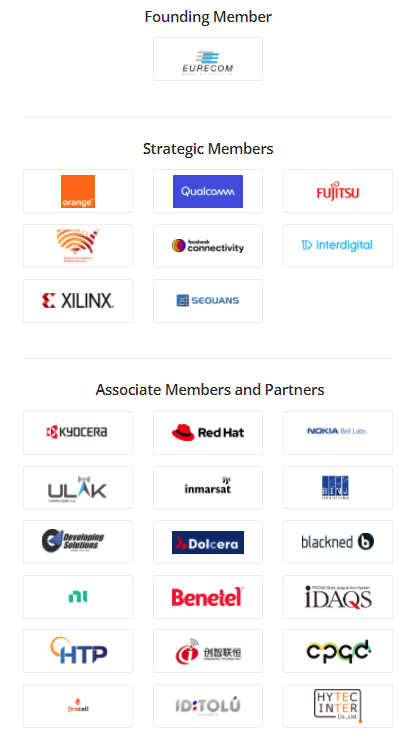 Founding Member
EURECOM
Strategic Members
orange
Qualcomm
FUJITSU
facebook
connectivity
interdigital
XILINX
SEQUANS
Associate Members and Partners
KYOCERA
Red Hat
NOKIA Bell Labs
ULAK
inmarsat
Developing
Solutions
Dolcera
blackned
ni
Benetel
iDAQS
HTP
创智联恒
cpqd
firecell
IDITOLÚ
HYTEC
INTER
Co., Ltd.